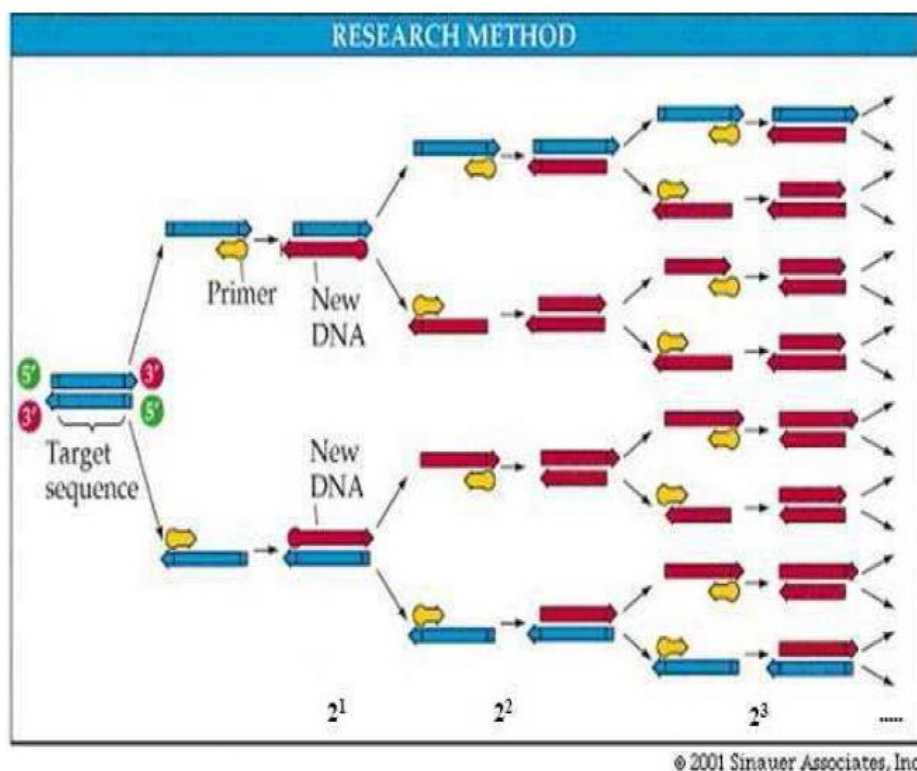 RESEARCH METHOD
Primer
New
DNA
5′
3′
3′
5′
Target
sequence
New
DNA
2¹
2²
2³
.....
© 2001 Sinauer Associates, Inc